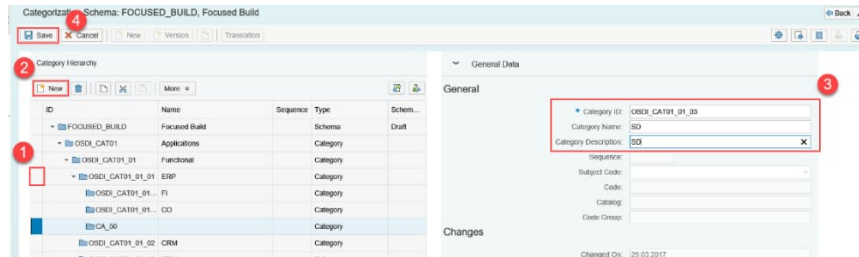 Categorization Schema: FOCUSED_BUILD, Focused Build
Back
4
Save Cancel New Version Translation
2
Category Hierarchy
General Data
New More
General
3
ID Name Sequence Type Schem...
Category ID: OSDI_CAT01_01_03
FOCUSED_BUILD Focused Build Schema Draft
Category Name: SD
OSDI_CAT01 Applications Category
Category Description: SD
1
OSDI_CAT01_01 Functional Category
Sequence:
OSDI_CAT01_01_01 ERP Category
Subject Code:
OSDI_CAT01_01... FI Category
Code:
OSDI_CAT01_01... CO Category
Catalog:
CA_50 Category
Code Group:
OSDI_CAT01_01_02 CRM Category
Changes
Changed On: 29.03.2017